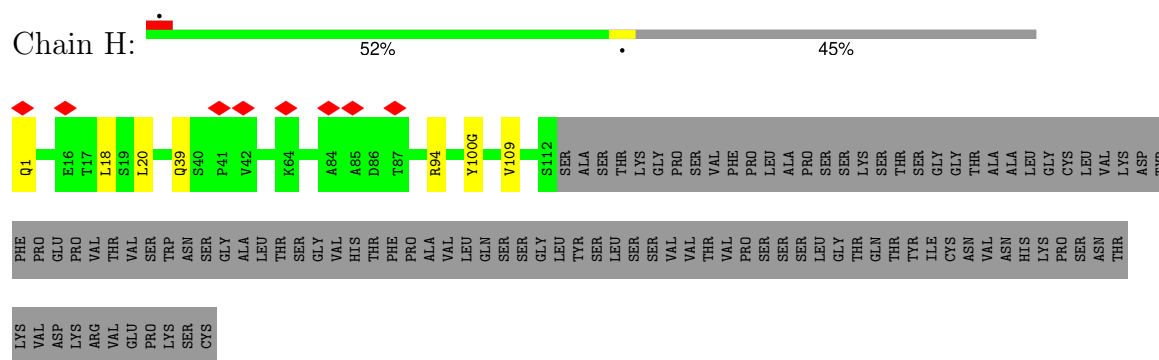 Chain H:
•
52%
•
45%
Q1 E16 T17 L18 S19 L20 Q39 S40 P41 V42 K64 A84 A85 D86 T87 R94 Y100G V109 S112 SER ALA SER THR LYS GLY PRO SER VAL PHE PRO LEU ALA PRO SER SER LYS SER THR SER GLY GLY THR ALA ALA LEU GLY CYS LEU VAL LYS ASP TYR
PHE PRO GLU PRO VAL THR VAL SER TRP ASN SER GLY ALA LEU THR SER GLY VAL HIS THR PHE PRO ALA VAL LEU GLN SER SER GLY LEU TYR SER LEU SER SER VAL VAL THR VAL PRO SER SER SER LEU GLY THR GLN THR TYR ILE CYS ASN VAL ASN HIS LYS PRO SER ASN THR
LYS VAL ASP LYS ARG VAL GLU PRO LYS SER CYS